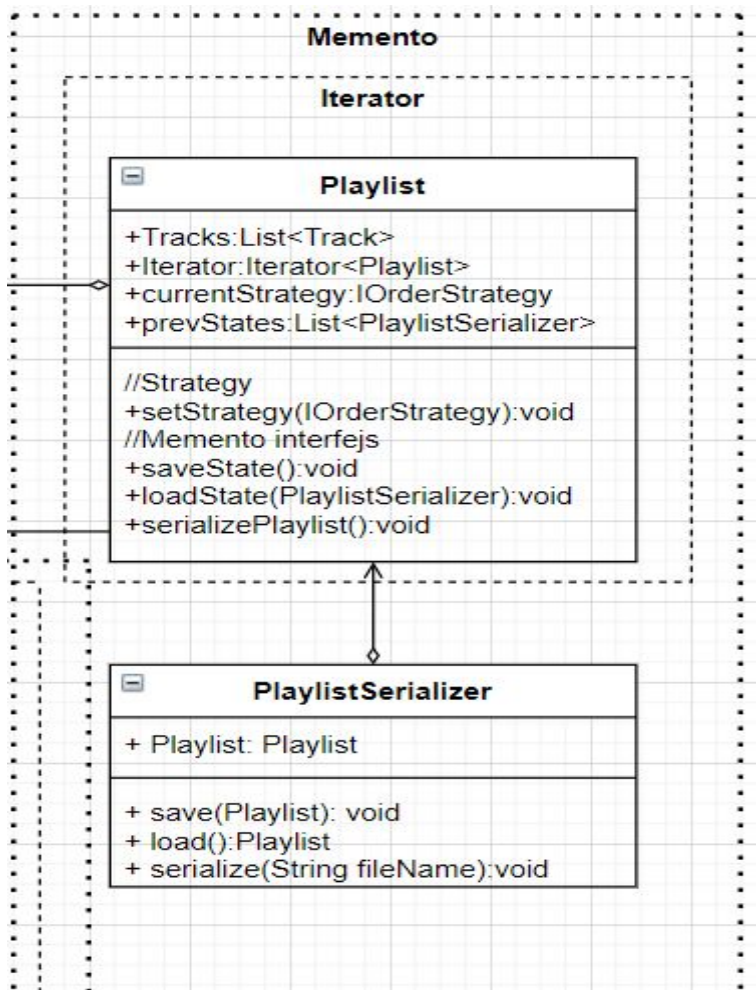 Memento
Iterator
Playlist
+Tracks:List<Track>
+Iterator:Iterator<Playlist>
+currentStrategy:IOrderStrategy
+prevStates:List<PlaylistSerializer>
//Strategy
+setStrategy(IOrderStrategy):void
//Memento interfejs
+saveState():void
+loadState(PlaylistSerializer):void
+serializePlaylist():void
PlaylistSerializer
+ Playlist: Playlist
+ save(Playlist): void
+ load():Playlist
+ serialize(String fileName):void